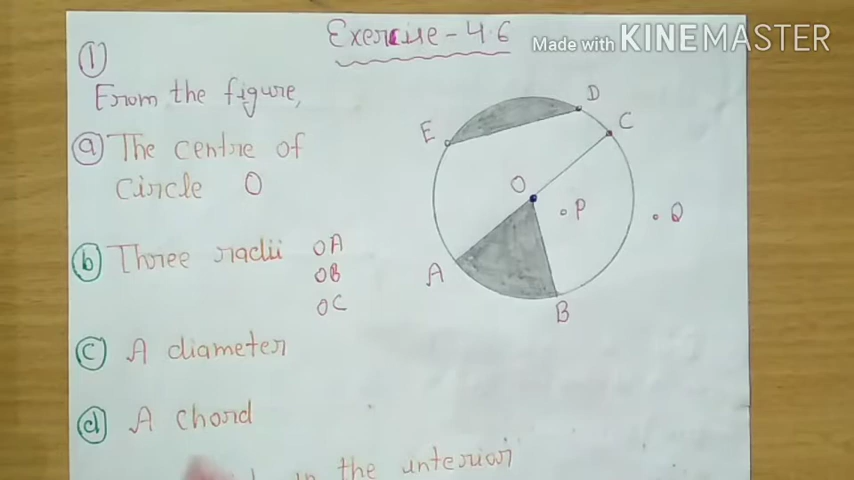 Exercise - 4.6
Made with KINEMASTER
①
From the figure,
ⓐ The centre of
circle O
ⓑ Three radii OA
OB
OC
ⓒ A diameter
ⓓ A chord
in the interior
E
D
C
O
P
Q
A
B